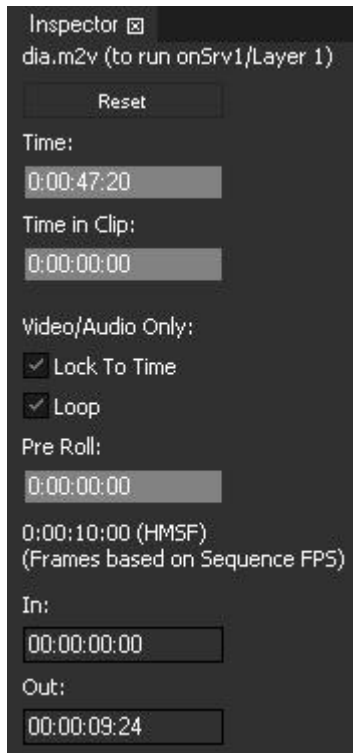 Inspector
dia.m2v (to run onSrv1/Layer 1)
Reset
Time:
0:00:47:20
Time in Clip:
0:00:00:00
Video/Audio Only:
Lock To Time
Loop
Pre Roll:
0:00:00:00
0:00:10:00 (HMSF)
(Frames based on Sequence FPS)
In:
00:00:00:00
Out:
00:00:09:24